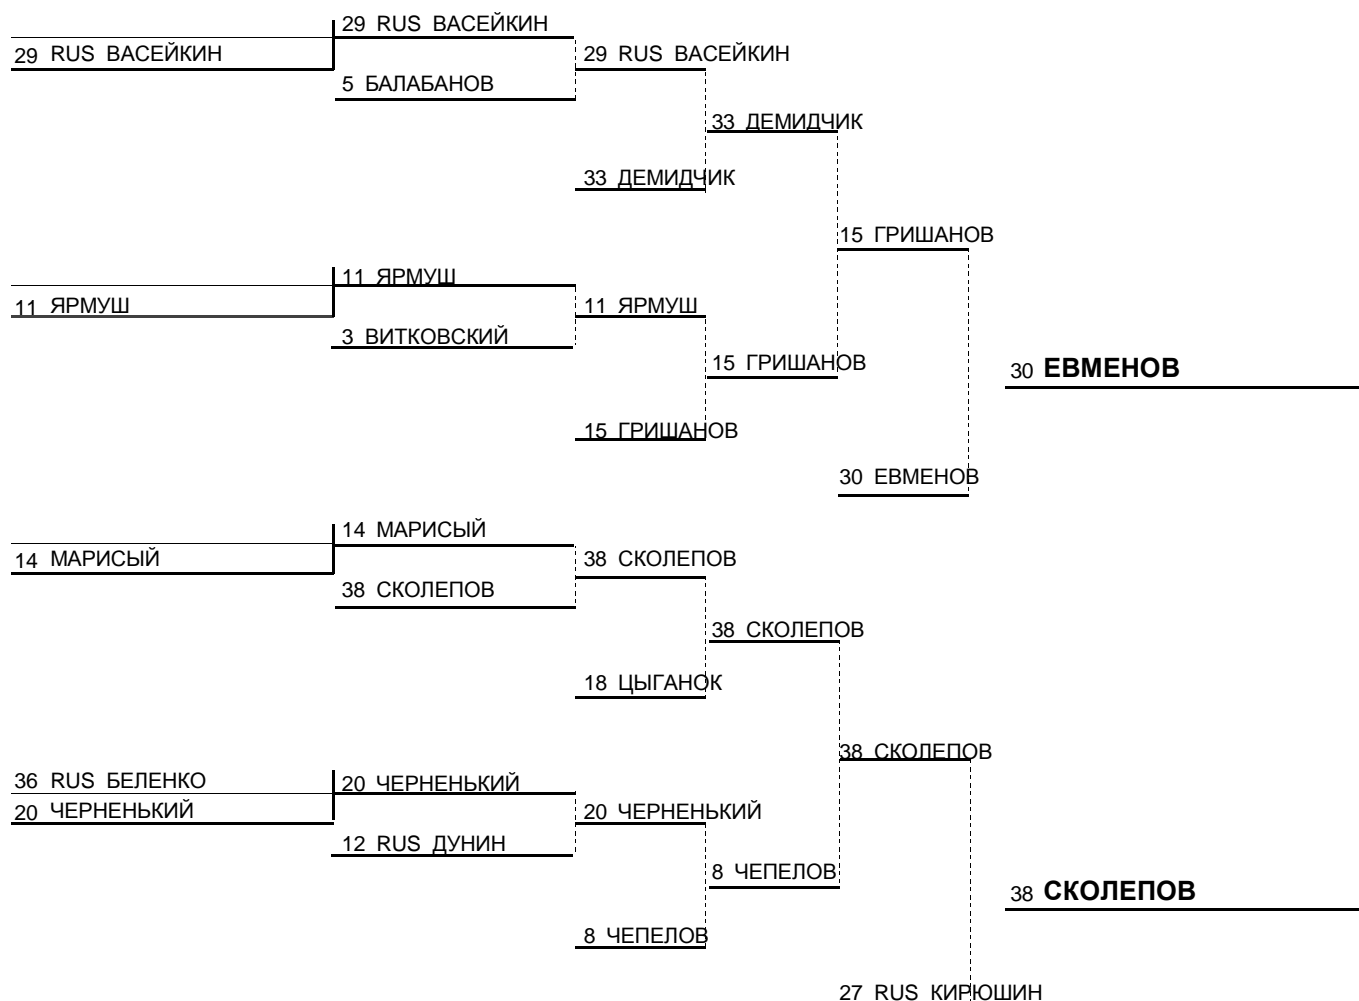 29 RUS ВАСЕЙКИН
29 RUS ВАСЕЙКИН
29 RUS ВАСЕЙКИН
5 БАЛАБАНОВ
33 ДЕМИДЧИК
33 ДЕМИДЧИК
15 ГРИШАНОВ
11 ЯРМУШ
11 ЯРМУШ
11 ЯРМУШ
3 ВИТКОВСКИЙ
15 ГРИШАНОВ
30 ЕВМЕНОВ
15 ГРИШАНОВ
30 ЕВМЕНОВ
14 МАРИСЫЙ
14 МАРИСЫЙ
38 СКОЛЕПОВ
38 СКОЛЕПОВ
38 СКОЛЕПОВ
18 ЦЫГАНОК
38 СКОЛЕПОВ
36 RUS БЕЛЕНКО
20 ЧЕРНЕНЬКИЙ
20 ЧЕРНЕНЬКИЙ
20 ЧЕРНЕНЬКИЙ
12 RUS ДУНИН
8 ЧЕПЕЛОВ
38 СКОЛЕПОВ
8 ЧЕПЕЛОВ
27 RUS КИРЮШИН